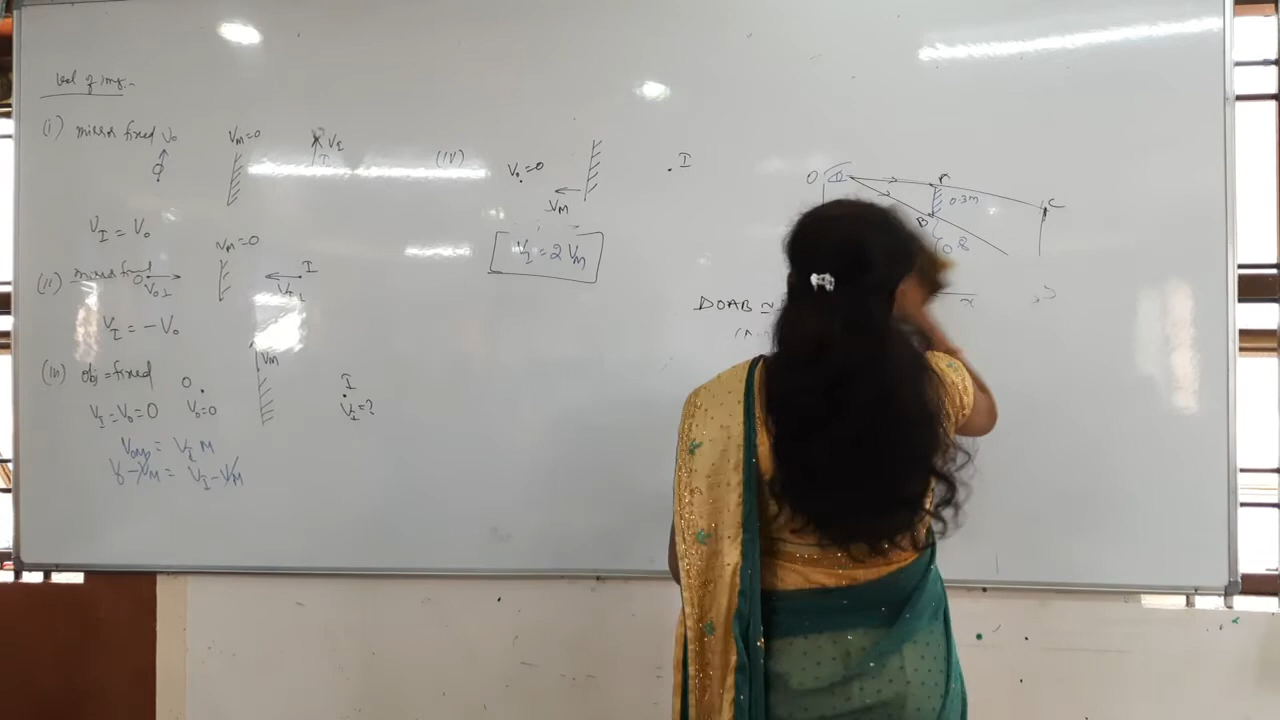 Vel of img:-
(i) mirror fixed V₀
V_M=0
V_I
I
V_I = V₀
(ii) mirror fixed
V_M=0
O
V_O⊥
I
V_I⊥
V_I = -V₀
(iii) obj = fixed
O
V_M
I
V_I = V₀ = 0
V₀=0
V_I = ?
V_OM = V_I M
V₀ - V_M = V_I - V_M
(IV)
V₀=0
V_M
I
V_I = 2 V_M
O
A
0.3m
C
B
x
D
DOAB ≃